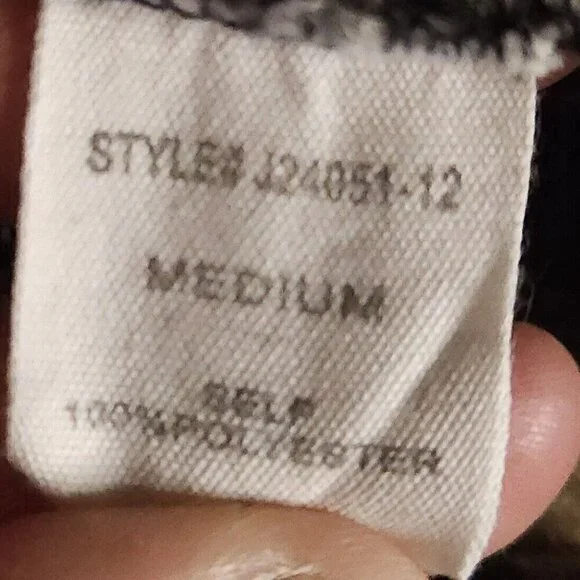 STYLE# J24051-12
MEDIUM
SELF
100%POLYESTER